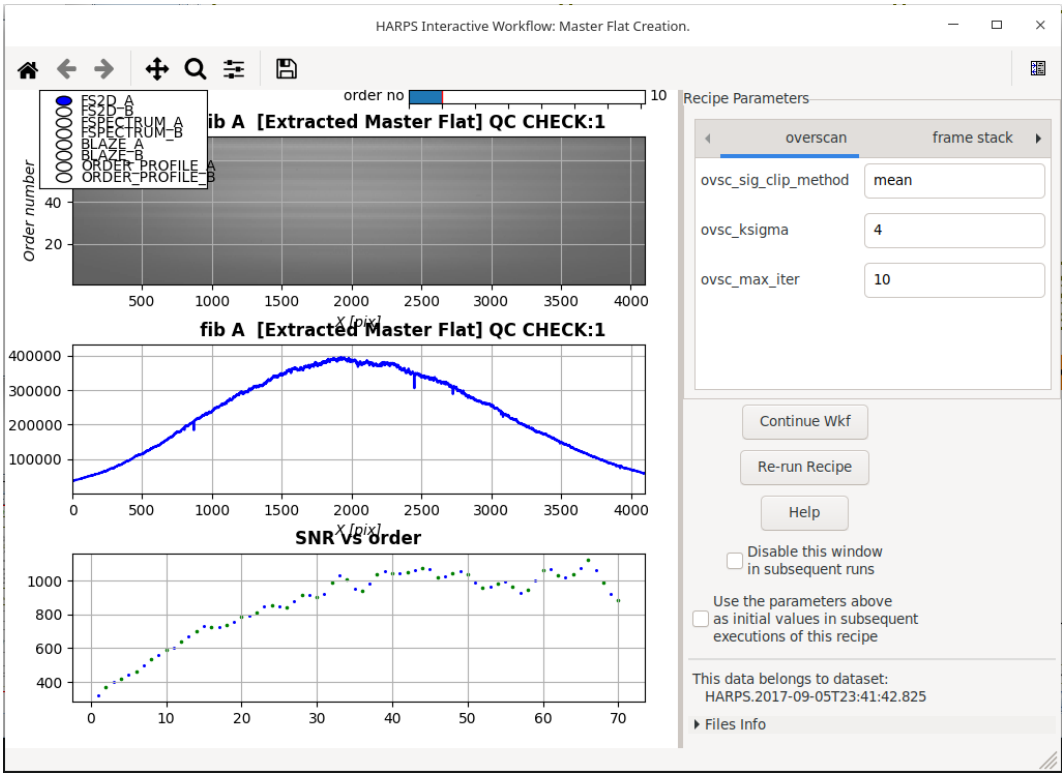 HARPS Interactive Workflow: Master Flat Creation.
order no 10
FS2D_A
FS2D_B
FSPECTRUM_A
FSPECTRUM_B
BLAZE_A
BLAZE_B
ORDER_PROFILE_A
ORDER_PROFILE_B
ib A [Extracted Master Flat] QC CHECK:1
Order number
40
20
500 1000 1500 2000 2500 3000 3500 4000
X [pix]
fib A [Extracted Master Flat] QC CHECK:1
400000
300000
200000
100000
0 500 1000 1500 2000 2500 3000 3500 4000
X [pix]
SNR vs order
1000
800
600
400
0 10 20 30 40 50 60 70
Recipe Parameters
overscan frame stack
ovsc_sig_clip_method mean
ovsc_ksigma 4
ovsc_max_iter 10
Continue Wkf
Re-run Recipe
Help
Disable this window
in subsequent runs
Use the parameters above
as initial values in subsequent
executions of this recipe
This data belongs to dataset:
HARPS.2017-09-05T23:41:42.825
Files Info